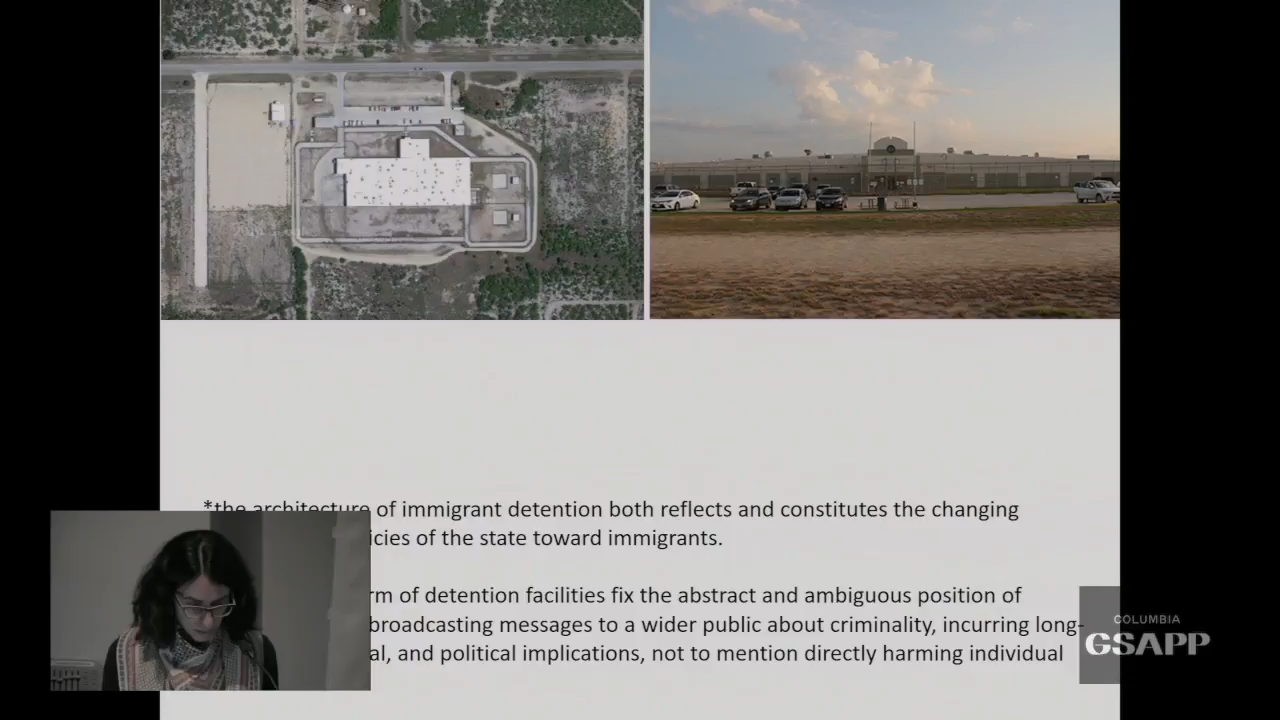 *the architecture of immigrant detention both reflects and constitutes the changing
icies of the state toward immigrants.
rm of detention facilities fix the abstract and ambiguous position of
broadcasting messages to a wider public about criminality, incurring long-
al, and political implications, not to mention directly harming individual
COLUMBIA
GSAPP